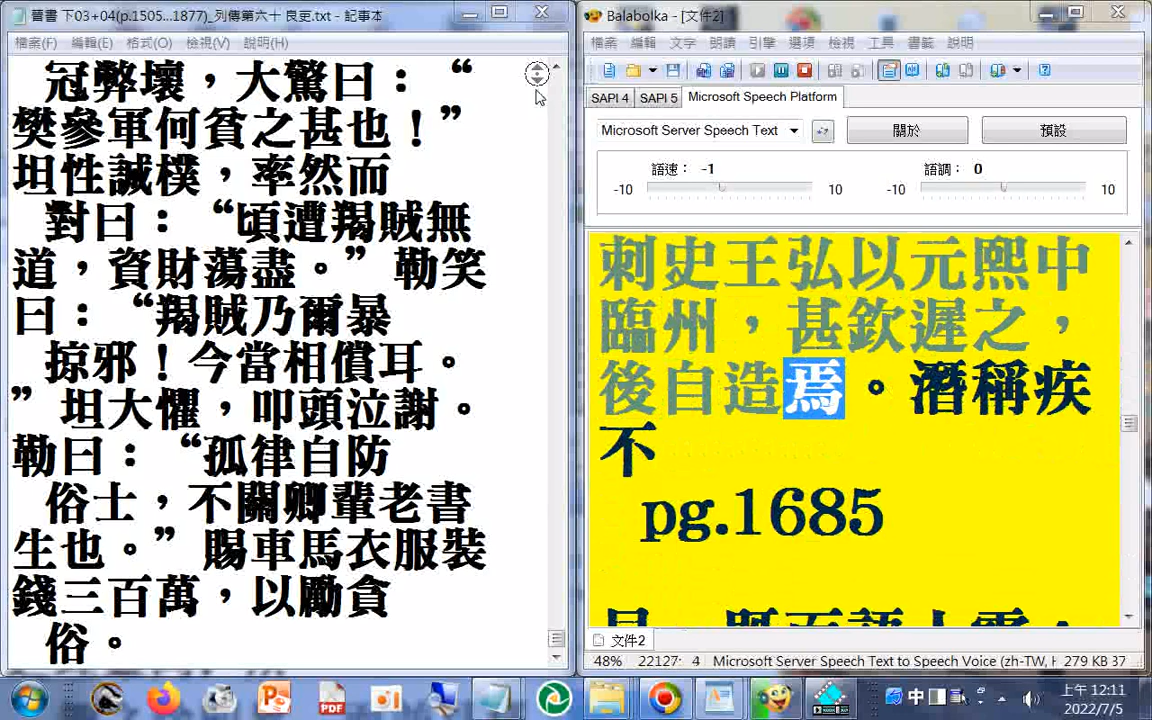 晉書 下03+04(p.1505...1877)_列傳第六十 良吏.txt - 記事本
檔案(F) 編輯(E) 格式(O) 檢視(V) 說明(H)
冠弊壞，大驚曰：“
樊參軍何貧之甚也！”
坦性誠樸，率然而
對曰：“頃遭羯賊無
道，資財蕩盡。”勒笑
曰：“羯賊乃爾暴
掠邪！今當相償耳。
”坦大懼，叩頭泣謝。
勒曰：“孤律自防
俗士，不關卿輩老書
生也。”賜車馬衣服裝
錢三百萬，以勵貪
俗。
Balabolka - [文件2]
檔案 編輯 文字 朗讀 引擎 選項 檢視 工具 書籤 說明
SAPI 4 SAPI 5 Microsoft Speech Platform
Microsoft Server Speech Text 關於 預設
語速： -1 語調： 0
-10 10 -10 10
刺史王弘以元熙中
臨州，甚欽遲之，
後自造焉。潛稱疾
不
pg.1685
文件2
48% 22127: 4 Microsoft Server Speech Text to Speech Voice (zh-TW, H 279 KB 37
中
上午 12:11
2022/7/5